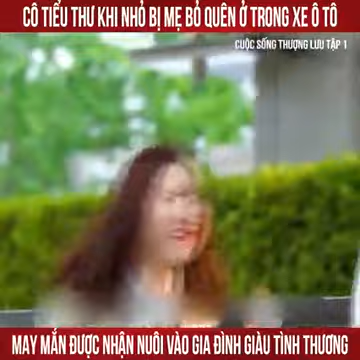 CÔ TIỂU THƯ KHI NHỎ BỊ MẸ BỎ QUÊN Ở TRONG XE Ô TÔ
CUỘC SỐNG THƯỢNG LƯU TẬP 1
MAY MẮN ĐƯỢC NHẬN NUÔI VÀO GIA ĐÌNH GIÀU TÌNH THƯƠNG